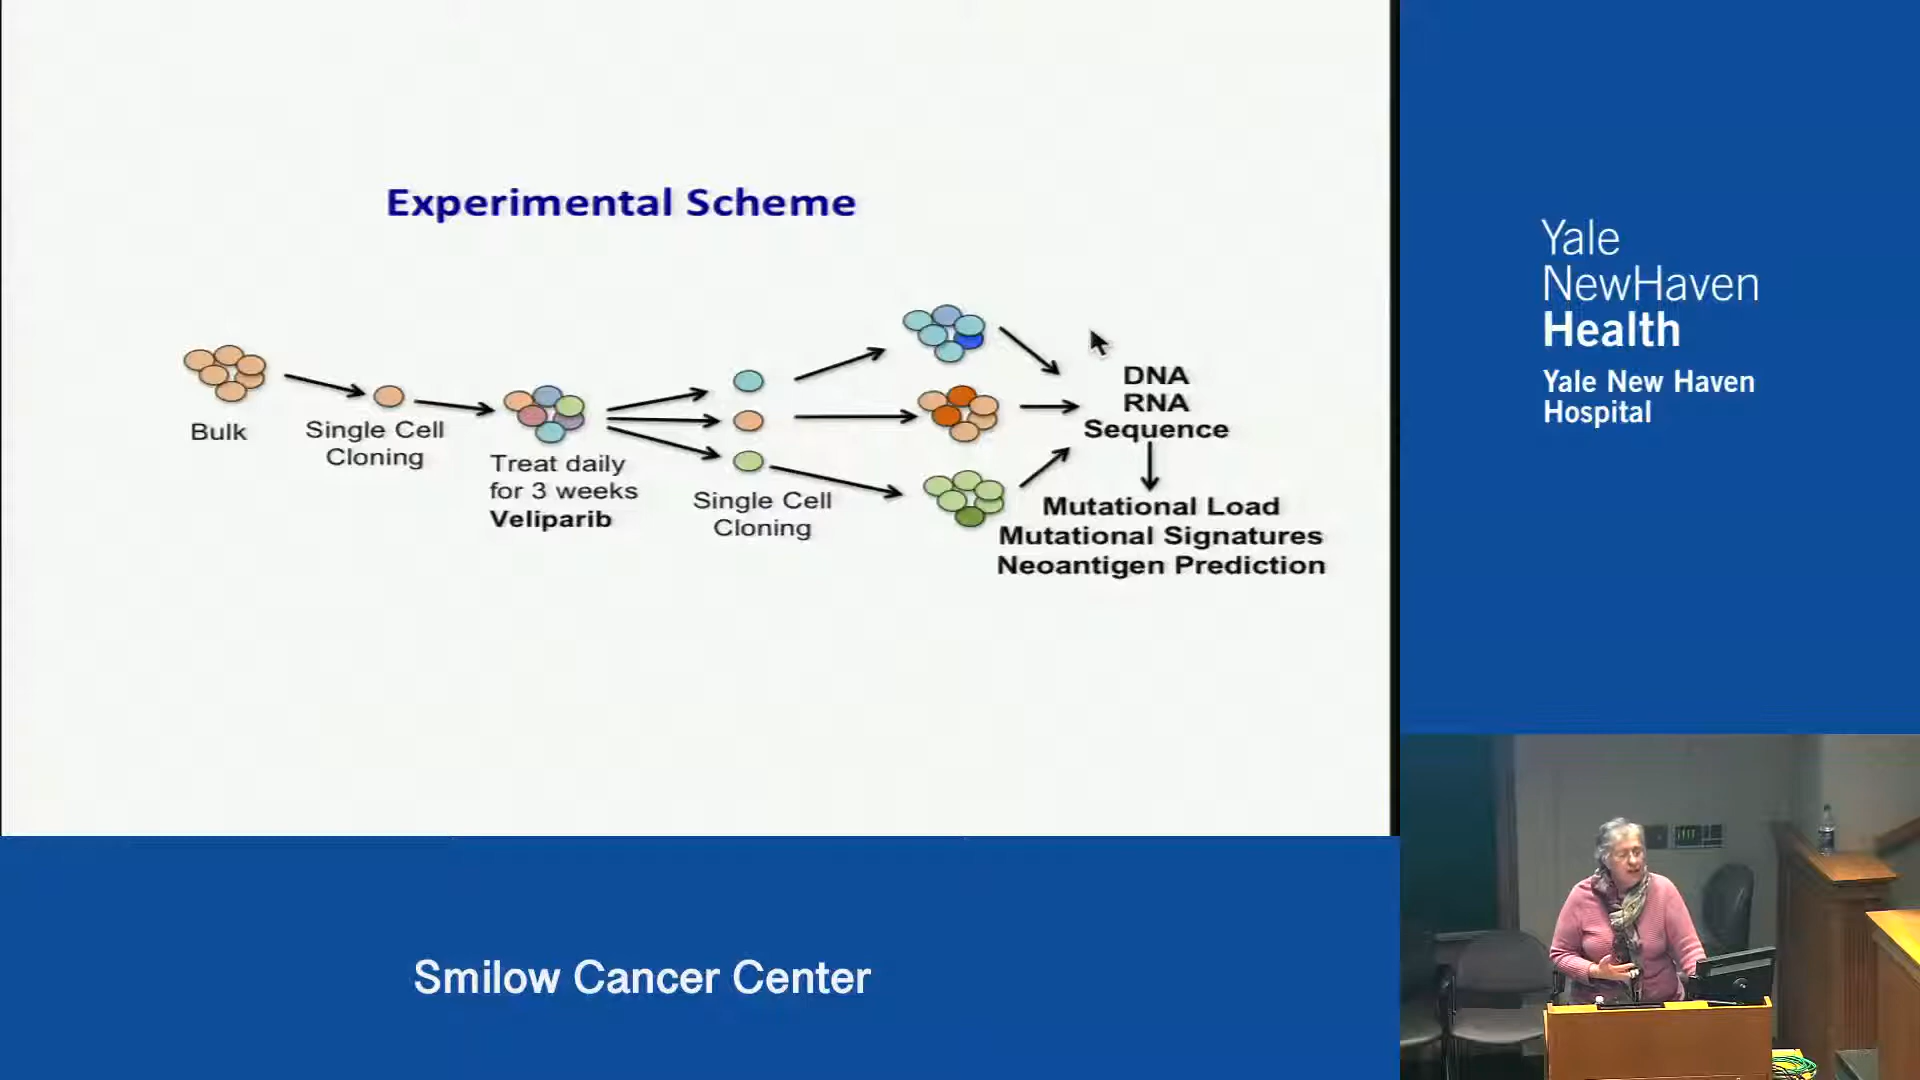 Experimental Scheme
Bulk
Single Cell
Cloning
Treat daily
for 3 weeks
Veliparib
Single Cell
Cloning
DNA
RNA
Sequence
Mutational Load
Mutational Signatures
Neoantigen Prediction
Yale
NewHaven
Health
Yale New Haven
Hospital
Smilow Cancer Center